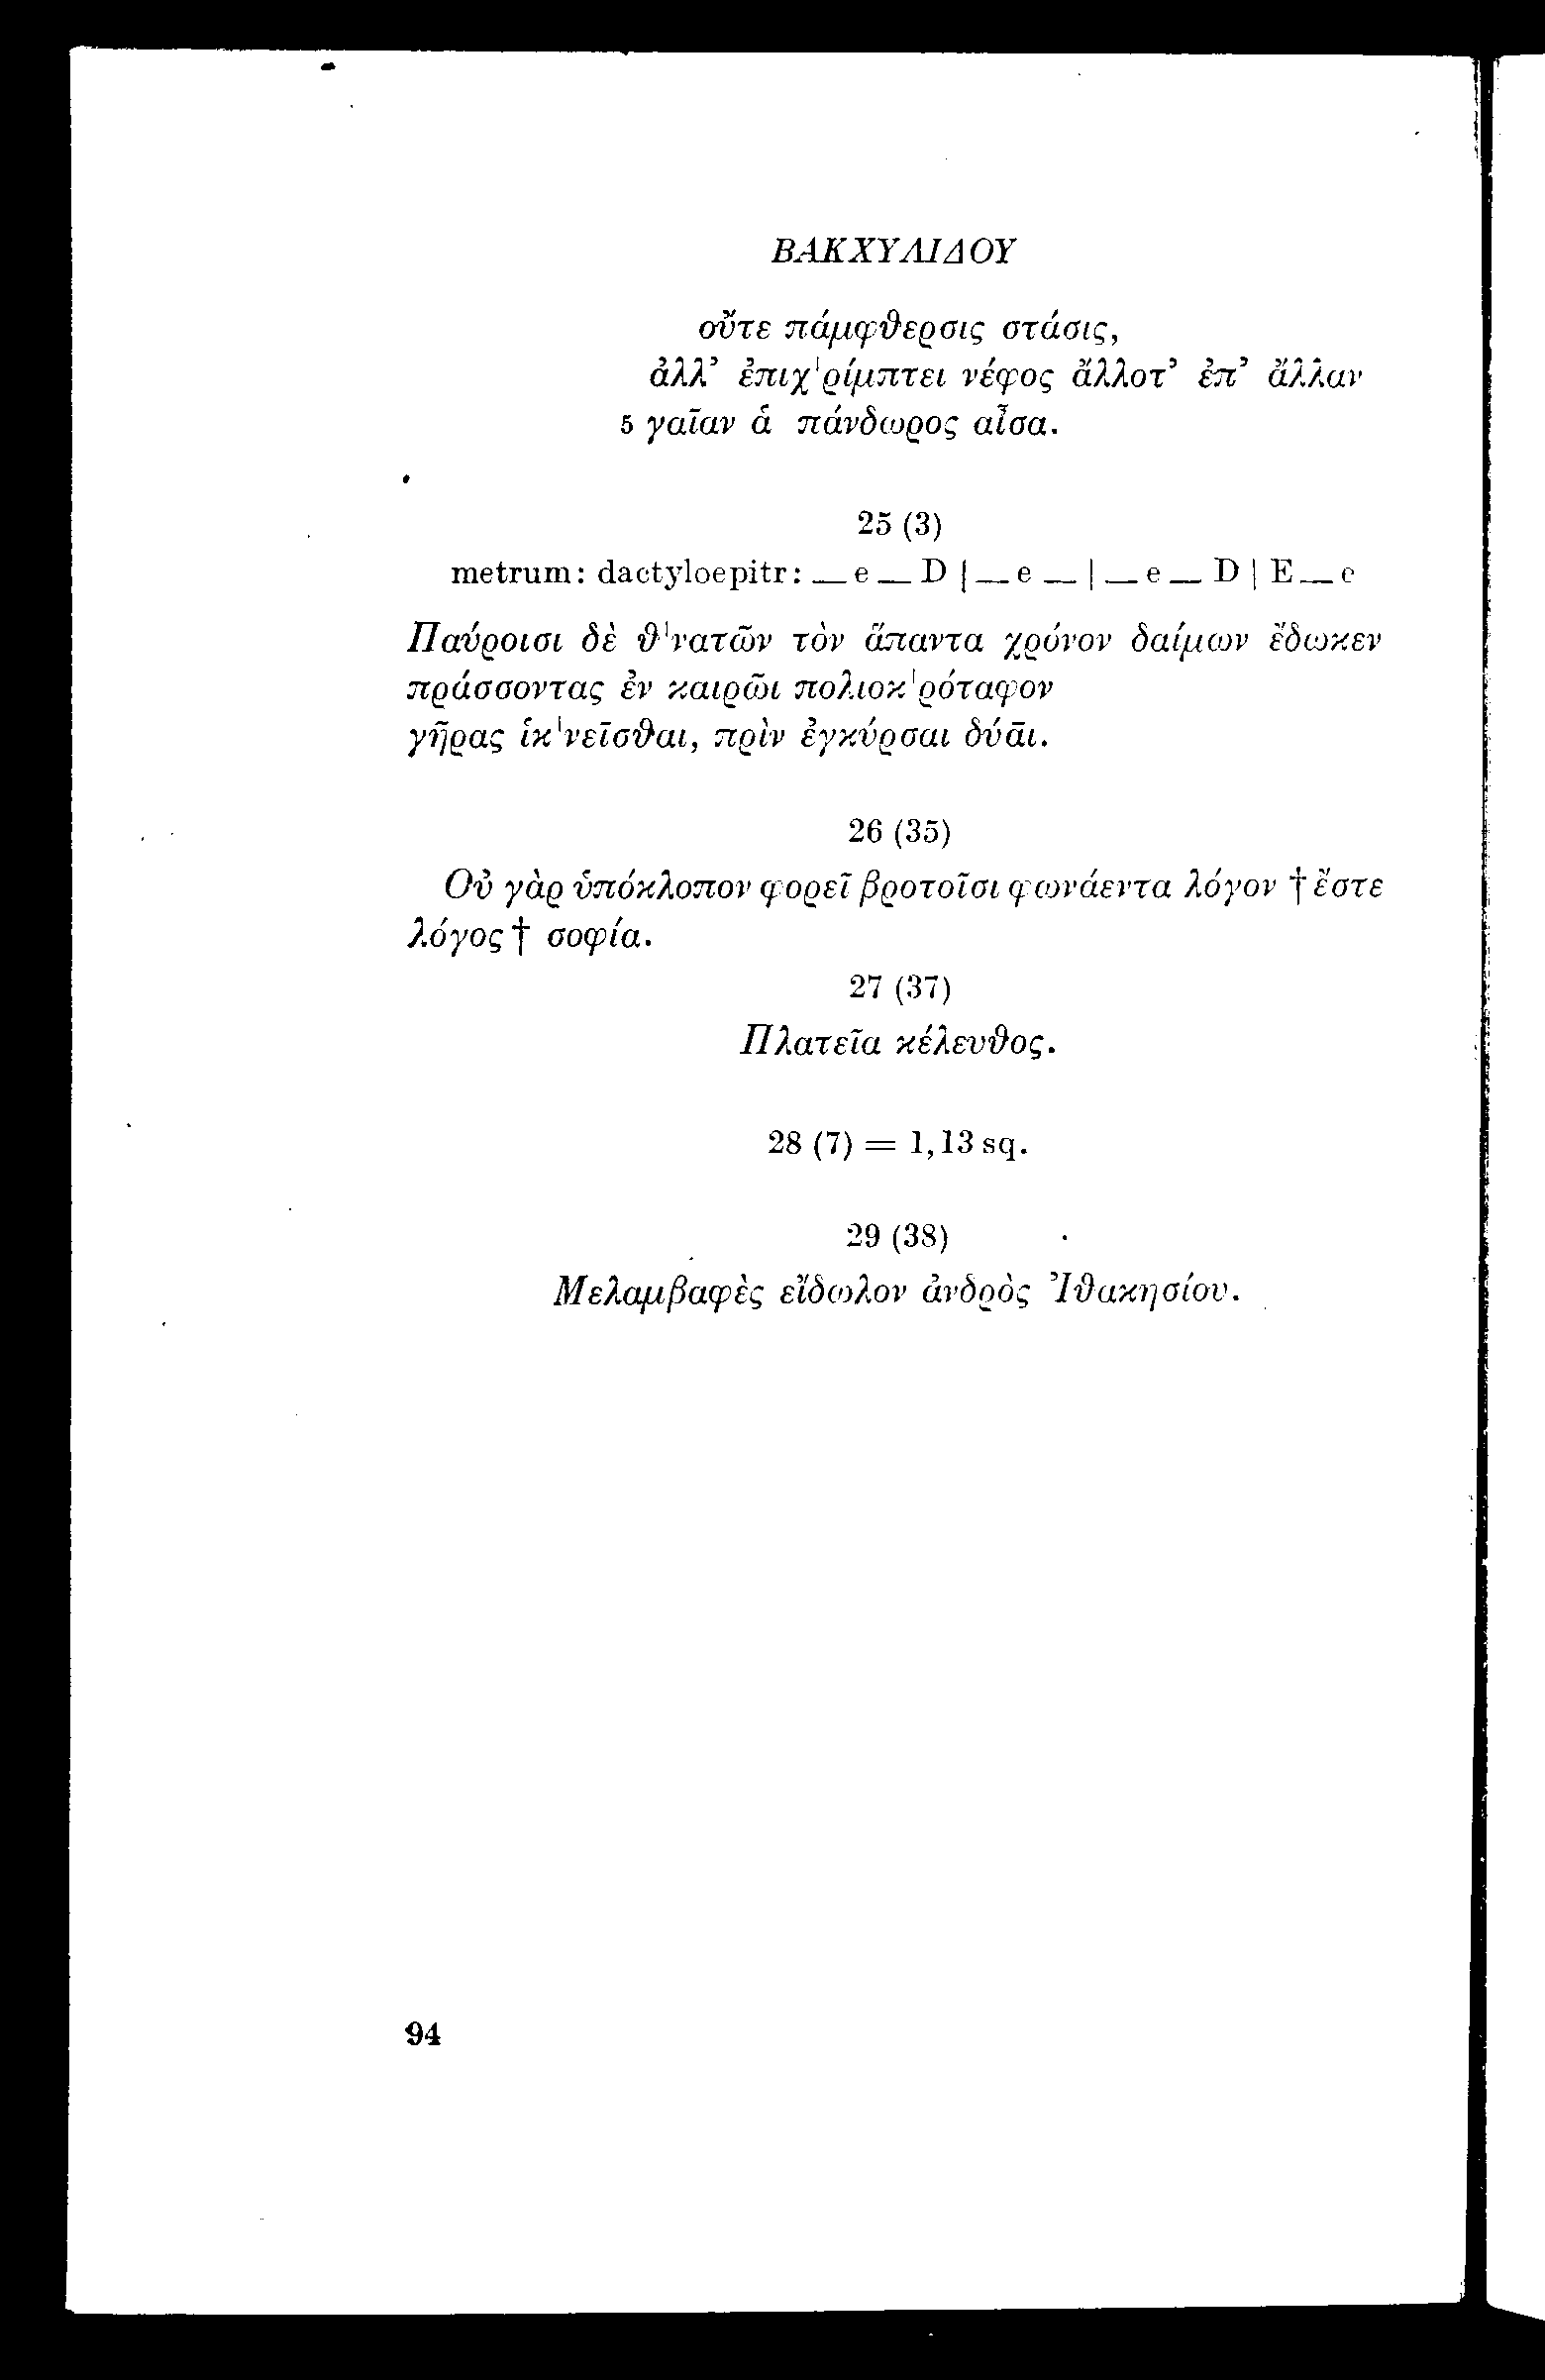 ΒΑΚΧΥΛΙΔΟΥ
οὔτε πάμφθερσις στάσις,
ἀλλ’ ἐπιχ'ρίμπτει νέφος ἄλλοτ’ ἐπ’ ἄλλαν
5 γαῖαν ἁ πάνδωρος αἶσα.
25 (3)
metrum: dactyloepitr: — e — D | — e — | — e — D | E — e
Παύροισι δὲ θ'νατῶν τὸν ἅπαντα χρόνον δαίμων ἔδωκεν
πράσσοντας ἐν καιρῶι πολιοκ'ρόταφον
γῆρας ἱκ'νεῖσθαι, πρὶν ἐγκύρσαι δύαι.
26 (35)
Οὐ γὰρ ὑπόκλοπον φορεῖ βροτοῖσι φωνάεντα λόγον † ἔστε
λόγος † σοφία.
27 (37)
Πλατεῖα κέλευθος.
28 (7) = 1,13 sq.
29 (38)
Μελαμβαφὲς εἴδωλον ἀνδρὸς Ἰθακησίου.
94